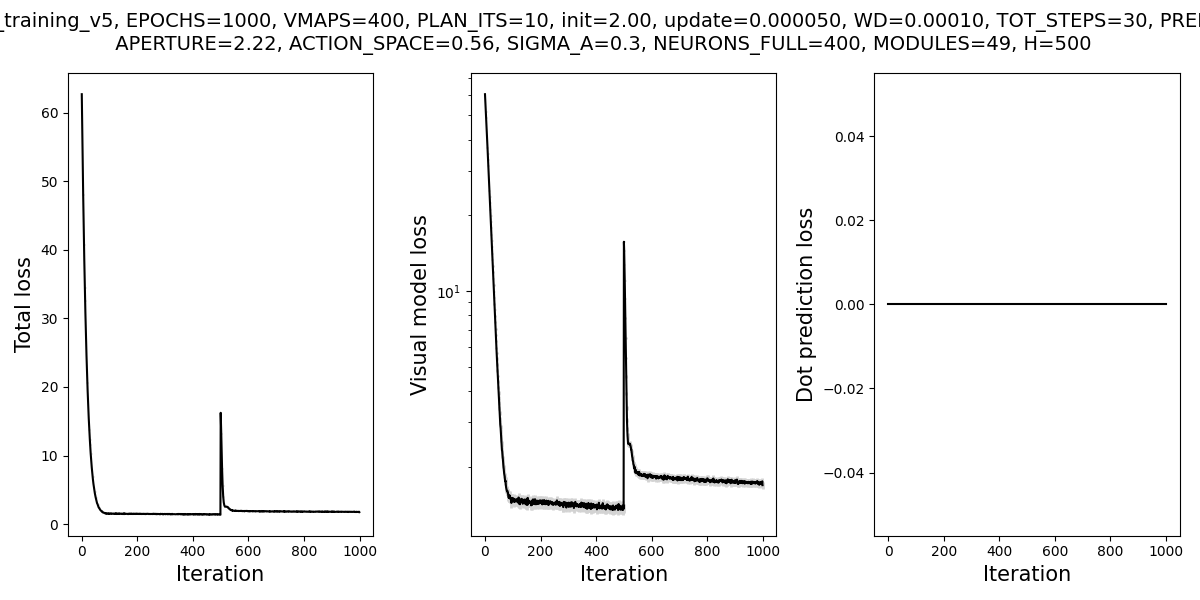 _training_v5, EPOCHS=1000, VMAPS=400, PLAN_ITS=10, init=2.00, update=0.000050, WD=0.00010, TOT_STEPS=30,
APERTURE=2.22, ACTION_SPACE=0.56, SIGMA_A=0.3, NEURONS_FULL=400, MODULES=49, H=500
Total loss
60
50
40
30
20
10
0
0 200 400 600 800 1000
Iteration
Visual model loss
10¹
0 200 400 600 800 1000
Iteration
Dot prediction loss
0.04
0.02
0.00
−0.02
−0.04
0 200 400 600 800 1000
Iteration